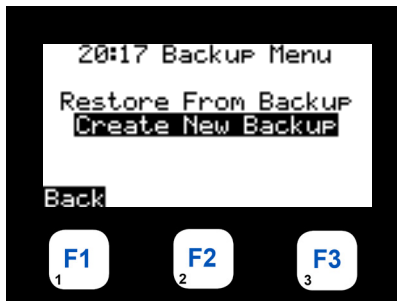 20:17 Backup Menu
Restore From Backup
Create New Backup
Back
F1 F2 F3
1 2 3